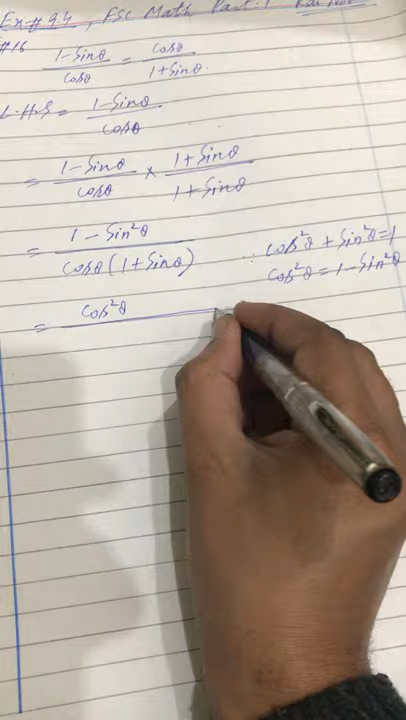 Ex# 9.4, FSC Math Part-1
#16 (1-Sinθ)/Cosθ = Cosθ/(1+Sinθ).
L.H.S = (1-Sinθ)/Cosθ
= (1-Sinθ)/Cosθ × (1+Sinθ)/(1+Sinθ)
= (1-Sin²θ)/(Cosθ(1+Sinθ)) ∵ Cos²θ+Sin²θ=1
Cos²θ=1-Sin²θ
= Cos²θ